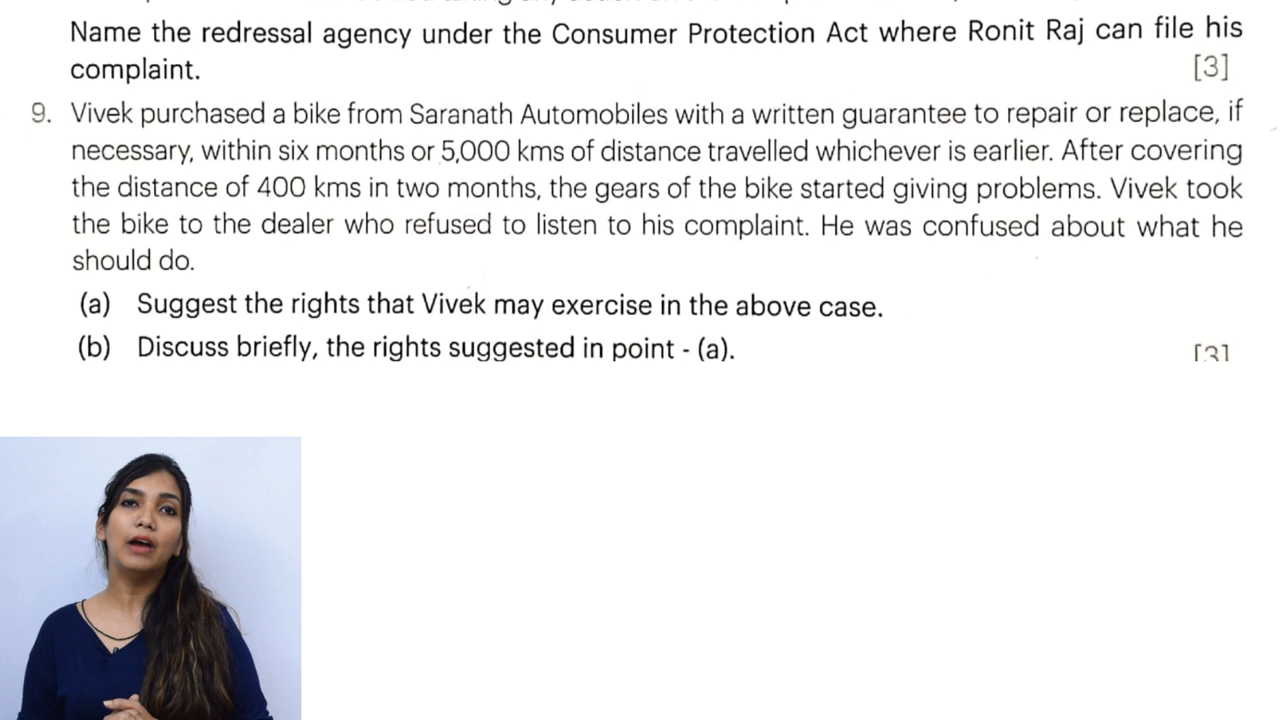 Name the redressal agency under the Consumer Protection Act where Ronit Raj can file his
complaint. [3]
9. Vivek purchased a bike from Saranath Automobiles with a written guarantee to repair or replace, if
necessary, within six months or 5,000 kms of distance travelled whichever is earlier. After covering
the distance of 400 kms in two months, the gears of the bike started giving problems. Vivek took
the bike to the dealer who refused to listen to his complaint. He was confused about what he
should do.
(a) Suggest the rights that Vivek may exercise in the above case.
(b) Discuss briefly, the rights suggested in point - (a). [3]